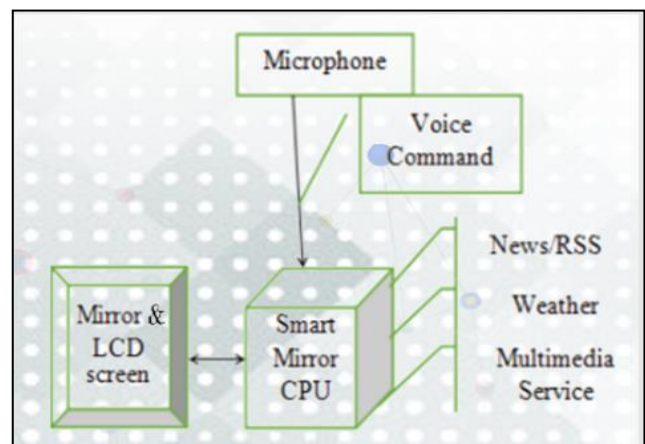 Microphone
Voice
Command
News/RSS
Weather
Multimedia
Service
Mirror &
LCD
screen
Smart
Mirror
CPU